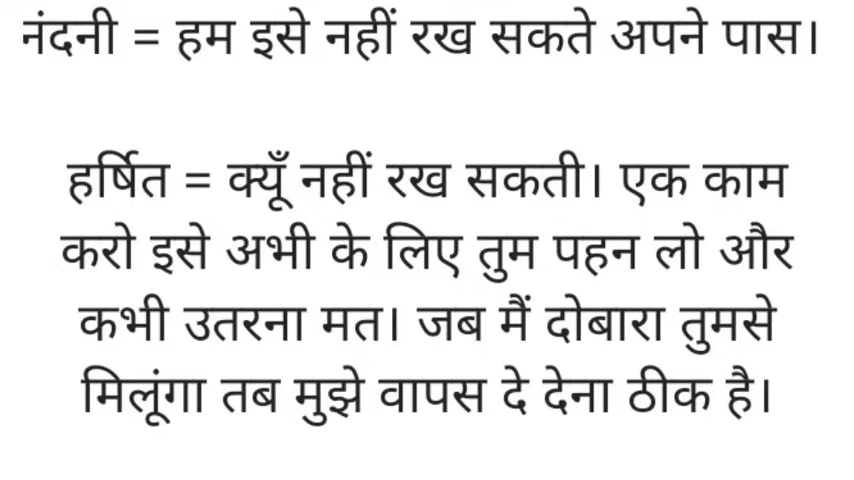 नंदनी = हम इसे नहीं रख सकते अपने पास।
हर्षित = क्यूँ नहीं रख सकती। एक काम
करो इसे अभी के लिए तुम पहन लो और
कभी उतरना मत। जब मैं दोबारा तुमसे
मिलूंगा तब मुझे वापस दे देना ठीक है।